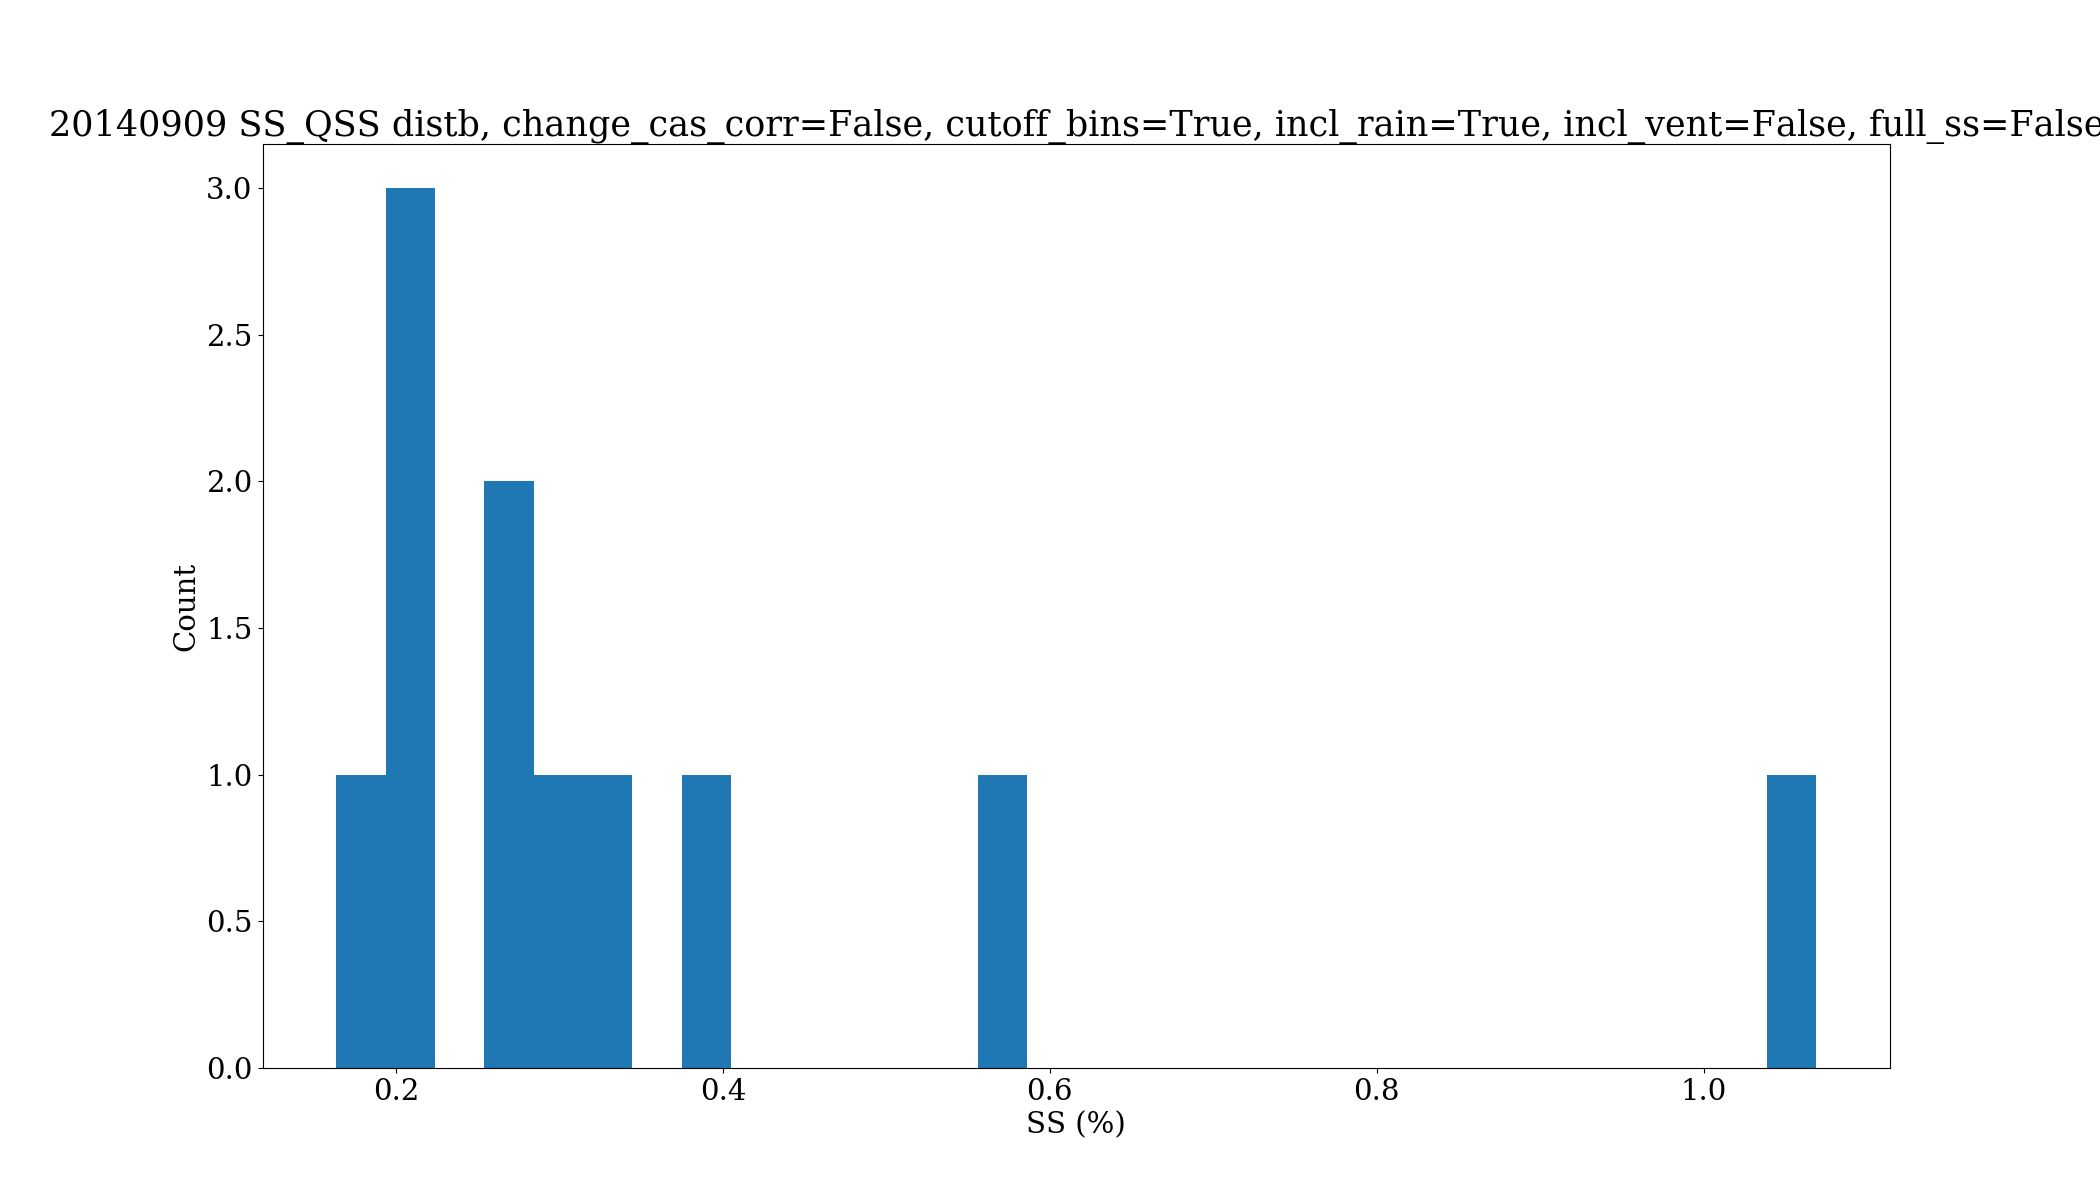 20140909 SS_QSS distb, change_cas_corr=False, cutoff_bins=True, incl_rain=True, incl_vent=False, full_ss=False
3.0
2.5
2.0
1.5
1.0
0.5
0.0
Count
0.2 0.4 0.6 0.8 1.0
SS (%)